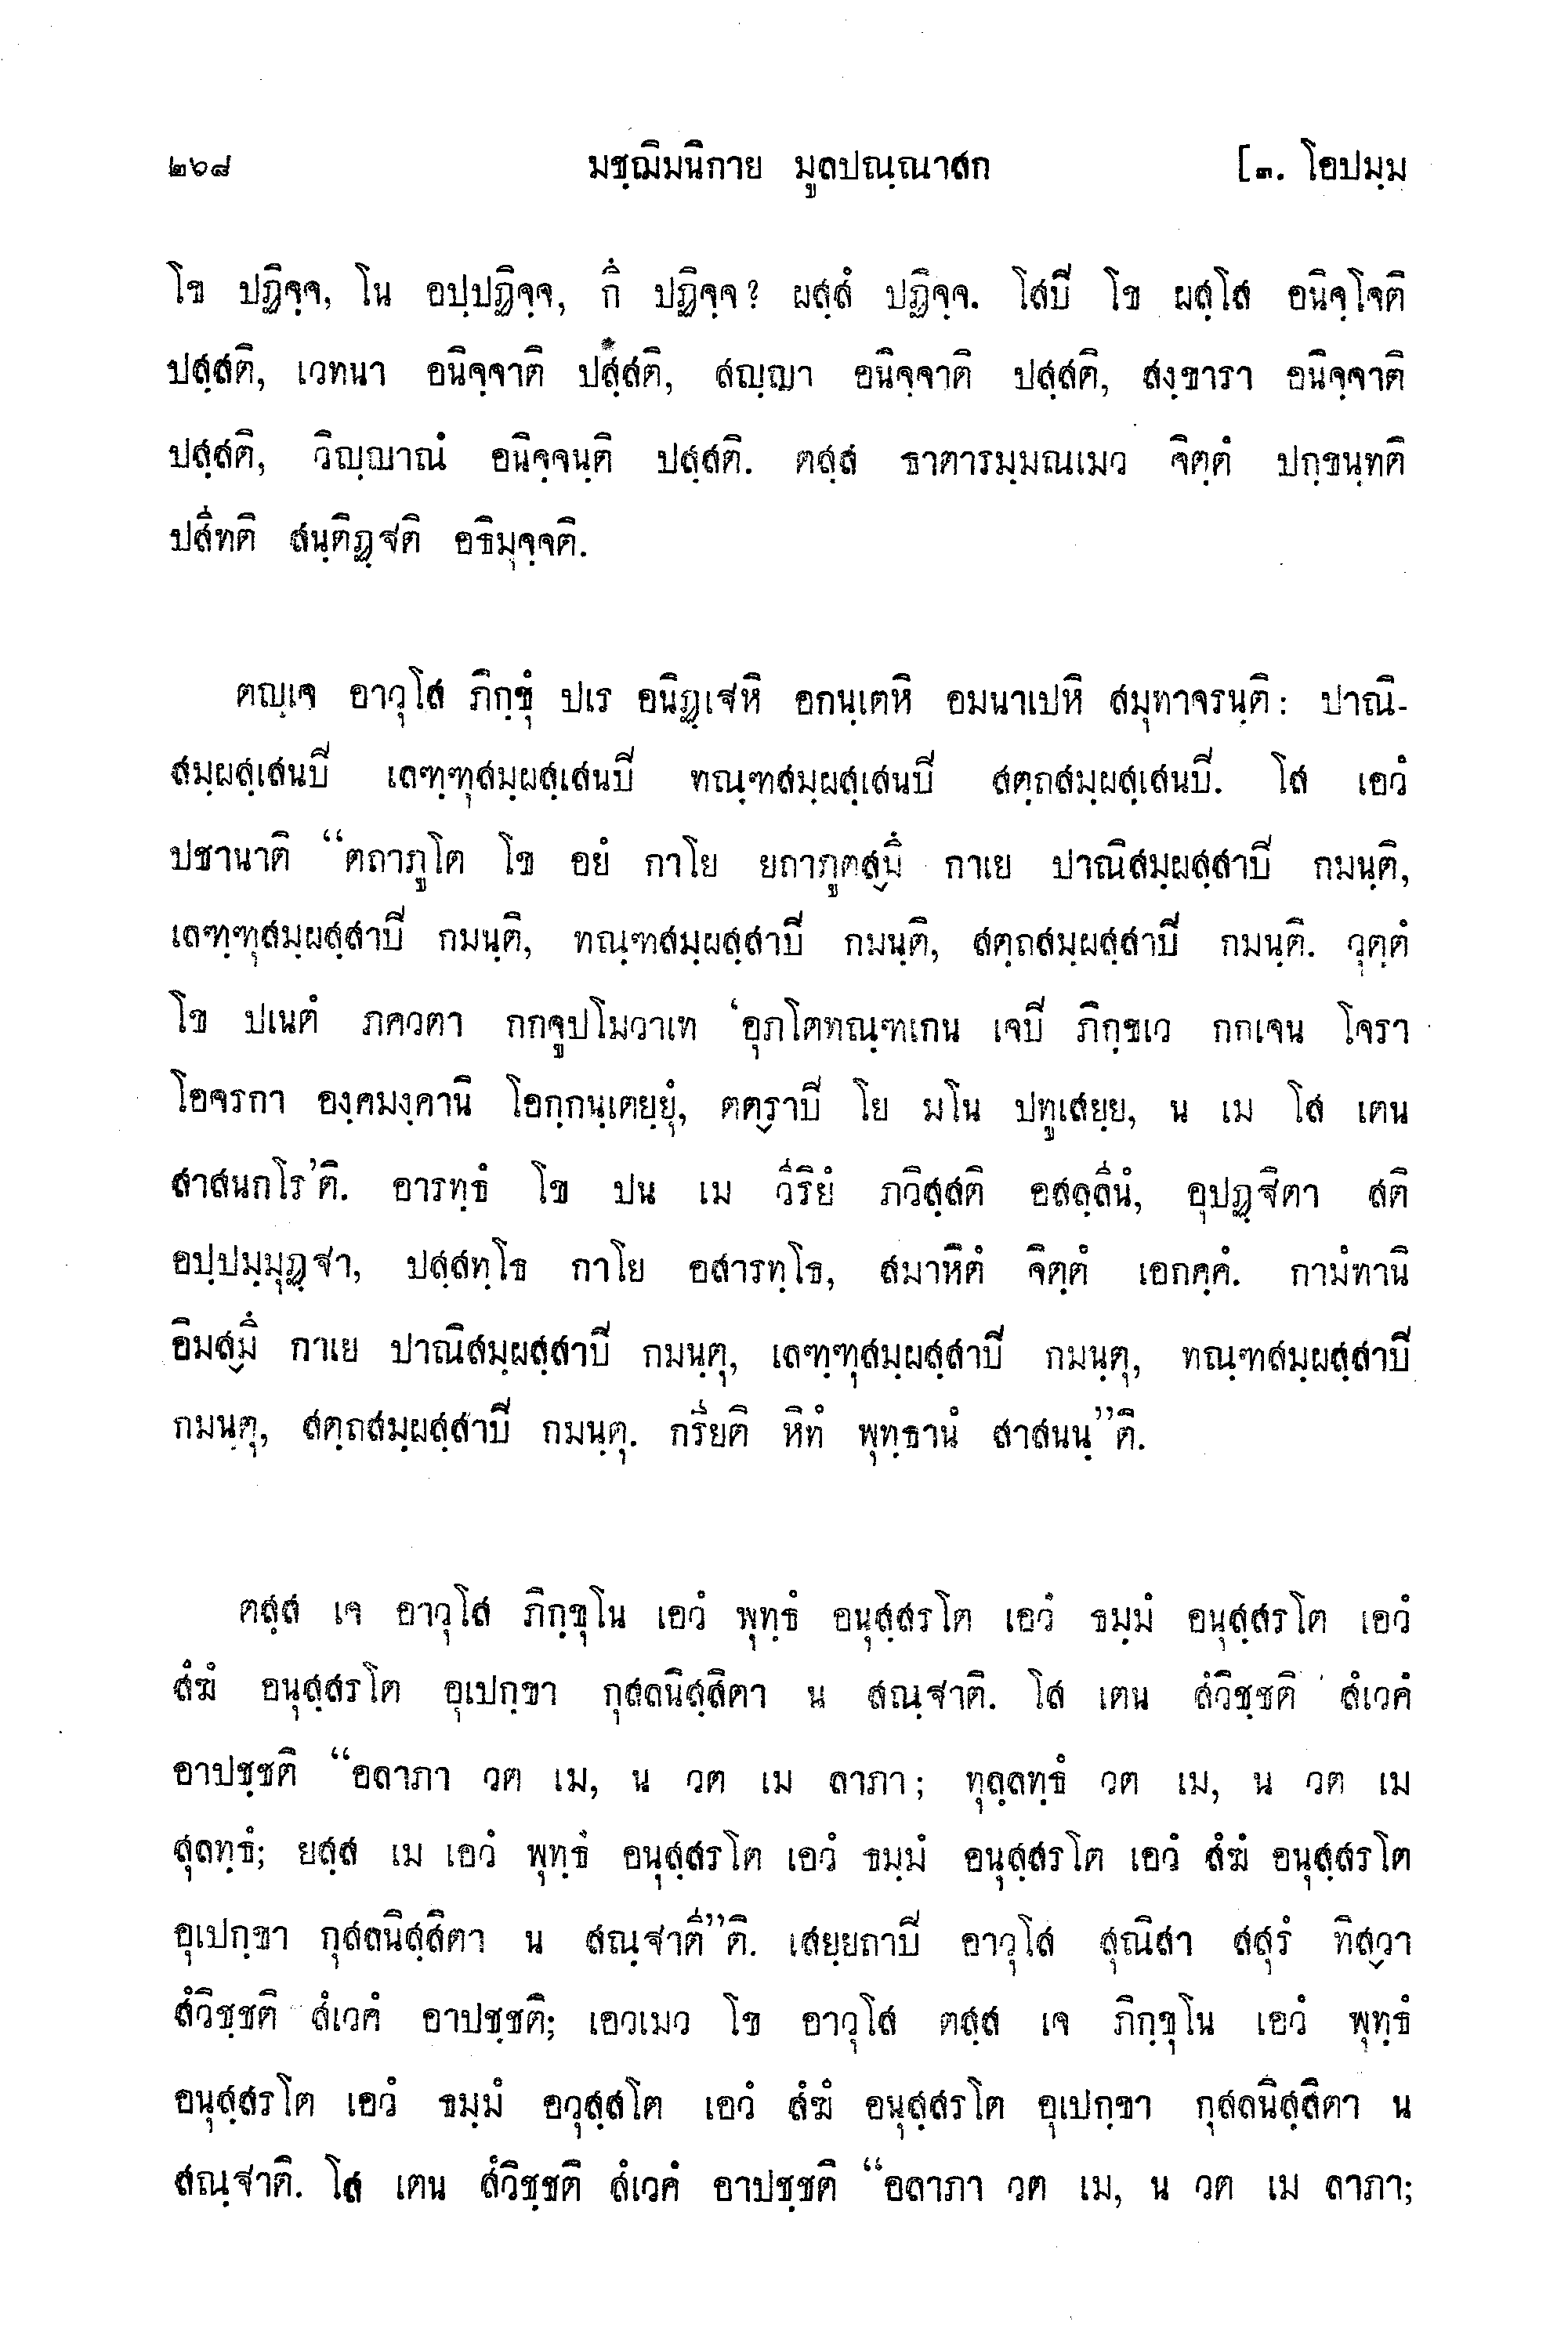 ๒๖๘ มชฺฌิมนิกาย มูลปณฺณาสก [๓. โอปมฺม
โข ปฏิจฺจ, โน อปฺปฏิจฺจ, กึ ปฏิจฺจ? ผสฺสํ ปฏิจฺจ. โสปี โข ผสฺโส อนิจฺโจติ
ปสฺสติ, เวทนา อนิจฺจาติ ปสฺสติ, สญฺญา อนิจฺจาติ ปสฺสติ, สงฺขารา อนิจฺจาติ
ปสฺสติ, วิญฺญาณํ อนิจฺจนฺติ ปสฺสติ. ตสฺส ธาตารมฺมณเมว จิตฺตํ ปกฺขนฺทติ
ปสีทติ สนฺติฏฺฐติ อธิมุจฺจติ.
ตญฺเจ อาวุโส ภิกฺขุํ ปเร อนิฏฺเฐหิ อกนฺเตหิ อมนาเปหิ สมุทาจรนฺติ: ปาณิ-
สมฺผสฺเสนปี เลฑฺฑุสมฺผสฺเสนปี ทณฺฑสมฺผสฺเสนปี สตฺถสมฺผสฺเสนปี. โส เอวํ
ปชานาติ “ตถาภูโต โข อยํ กาโย ยถาภูตสฺมึ กาเย ปาณิสมฺผสฺสาปี กมนฺติ,
เลฑฺฑุสมฺผสฺสาปี กมนฺติ, ทณฺฑสมฺผสฺสาปี กมนฺติ, สตฺถสมฺผสฺสาปี กมนฺติ. วุตฺตํ
โข ปเนตํ ภควตา กกจูปโมวาเท ‘อุภโตทณฺฑเกน เจปี ภิกฺขเว กกเจน โจรา
โอจรกา องฺคมงฺคานิ โอกฺกนฺเตยฺยุํ, ตตฺราปี โย มโน ปทูเสยฺย, น เม โส เตน
สาสนกโร’ติ. อารทฺธํ โข ปน เม วีริยํ ภวิสฺสติ อสลฺลีนํ, อุปฏฺฐิตา สติ
อปฺปมฺมุฏฺฐา, ปสฺสทฺโธ กาโย อสารทฺโธ, สมาหิตํ จิตฺตํ เอกคฺคํ. กามํทานิ
อิมสฺมึ กาเย ปาณิสมฺผสฺสาปี กมนฺตุ, เลฑฺฑุสมฺผสฺสาปี กมนฺตุ, ทณฺฑสมฺผสฺสาปี
กมนฺตุ, สตฺถสมฺผสฺสาปี กมนฺตุ. กรียติ หิทํ พุทฺธานํ สาสนนฺ”ติ.
ตสฺส เจ อาวุโส ภิกฺขุโน เอวํ พุทฺธํ อนุสฺสรโต เอวํ ธมฺมํ อนุสฺสรโต เอวํ
สํฆํ อนุสฺสรโต อุเปกฺขา กุสลนิสฺสิตา น สณฺฐาติ. โส เตน สํวิชฺชติ สํเวคํ
อาปชฺชติ “อลาภา วต เม, น วต เม ลาภา; ทุลฺลทฺธํ วต เม, น วต เม
สุลทฺธํ; ยสฺส เม เอวํ พุทฺธํ อนุสฺสรโต เอวํ ธมฺมํ อนุสฺสรโต เอวํ สํฆํ อนุสฺสรโต
อุเปกฺขา กุสลนิสฺสิตา น สณฺฐาตี”ติ. เสยฺยถาปี อาวุโส สุณิสา สสุรํ ทิสฺวา
สํวิชฺชติ สํเวคํ อาปชฺชติ; เอวเมว โข อาวุโส ตสฺส เจ ภิกฺขุโน เอวํ พุทฺธํ
อนุสฺสรโต เอวํ ธมฺมํ อวุสฺสโต เอวํ สํฆํ อนุสฺสรโต อุเปกฺขา กุสลนิสฺสิตา น
สณฺฐาติ. โส เตน สํวิชฺชติ สํเวคํ อาปชฺชติ “อลาภา วต เม, น วต เม ลาภา;